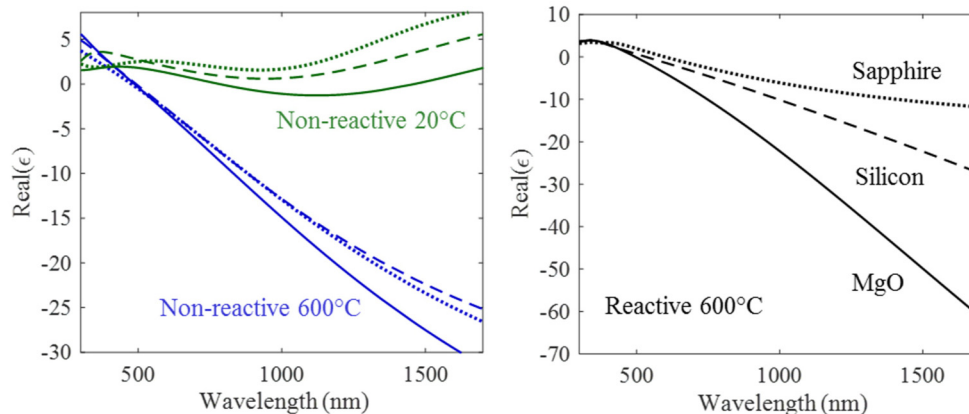 5
0
-5
-10
-15
-20
-25
-30
Real(ϵ)
500
1000
1500
Wavelength (nm)
Non-reactive 20°C
Non-reactive 600°C
10
0
-10
-20
-30
-40
-50
-60
-70
Real(ϵ)
500
1000
1500
Wavelength (nm)
Sapphire
Silicon
MgO
Reactive 600°C